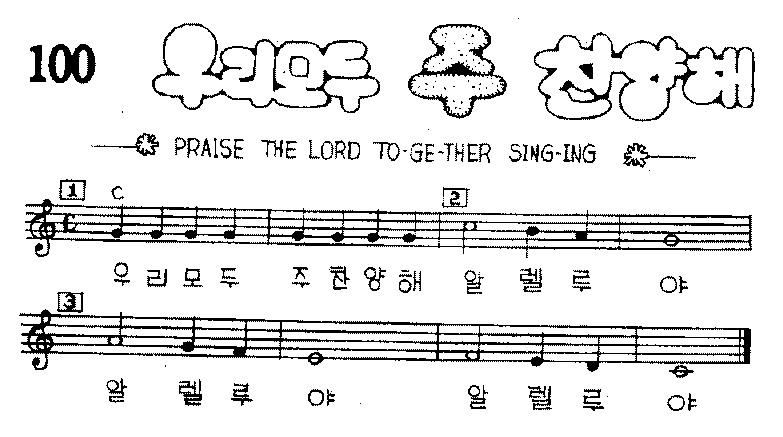 100 우리모두 주 찬양해
PRAISE THE LORD TO-GE-THER SING-ING
1 C 2
우 리 모 두 주 찬 양 해 알 렐 루 야
3
알 렐 루 야 알 렐 루 야